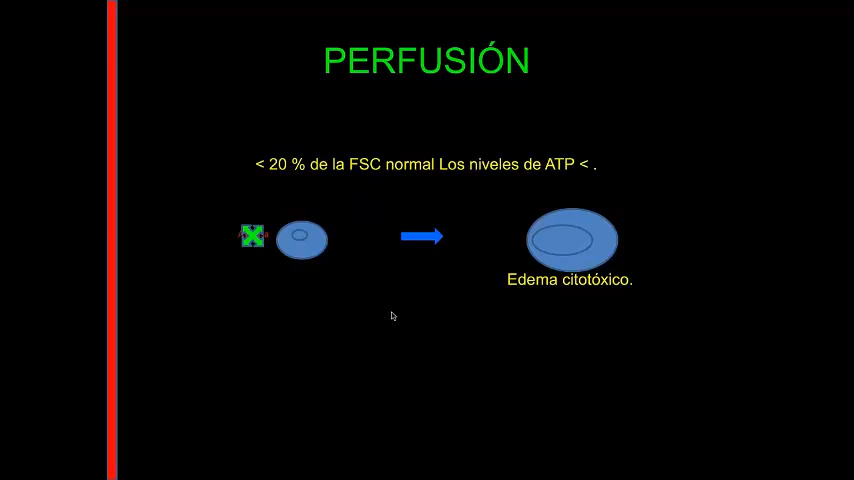 PERFUSIÓN
< 20 % de la FSC normal Los niveles de ATP < .
Edema citotóxico.